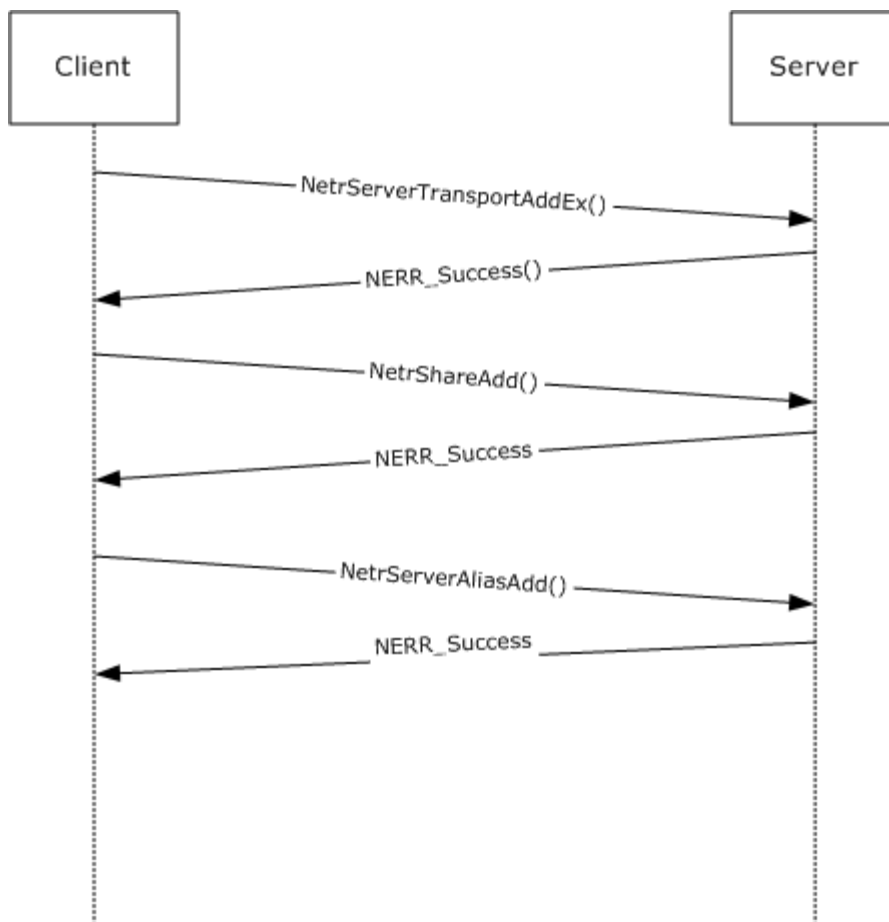 Client
Server
NetrServerTransportAddEx()
NERR_Success()
NetrShareAdd()
NERR_Success
NetrServerAliasAdd()
NERR_Success